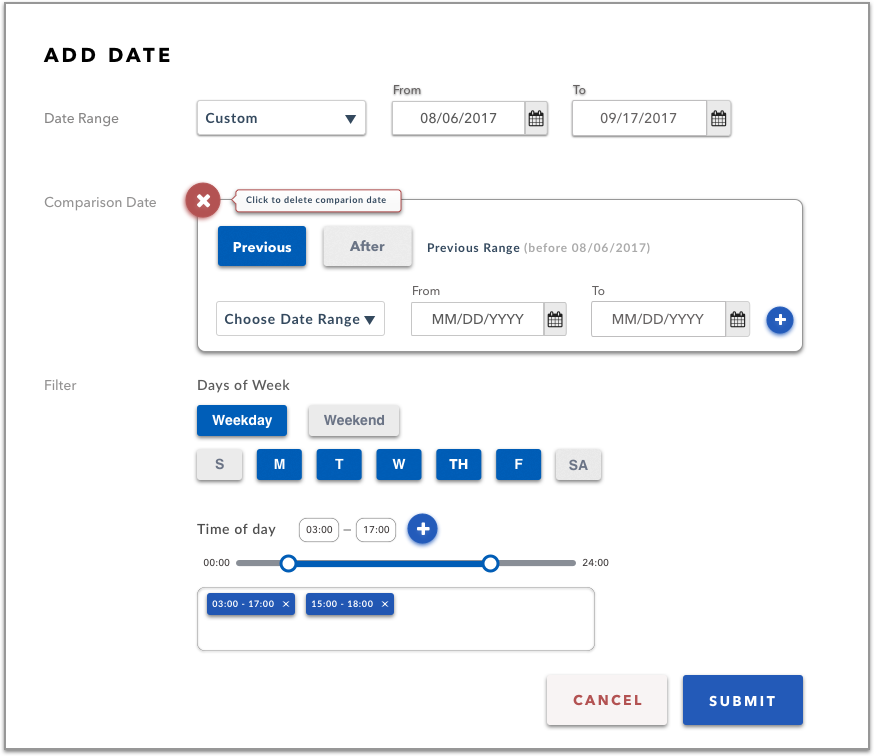 ADD DATE
From
To
Date Range
Custom
08/06/2017
09/17/2017
Comparison Date
Click to delete comparion date
Previous
After
Previous Range (before 08/06/2017)
From
To
Choose Date Range
MM/DD/YYYY
MM/DD/YYYY
Filter
Days of Week
Weekday
Weekend
S
M
T
W
TH
F
SA
Time of day
03:00 – 17:00
00:00
24:00
03:00 - 17:00 ×
15:00 - 18:00 ×
CANCEL
SUBMIT